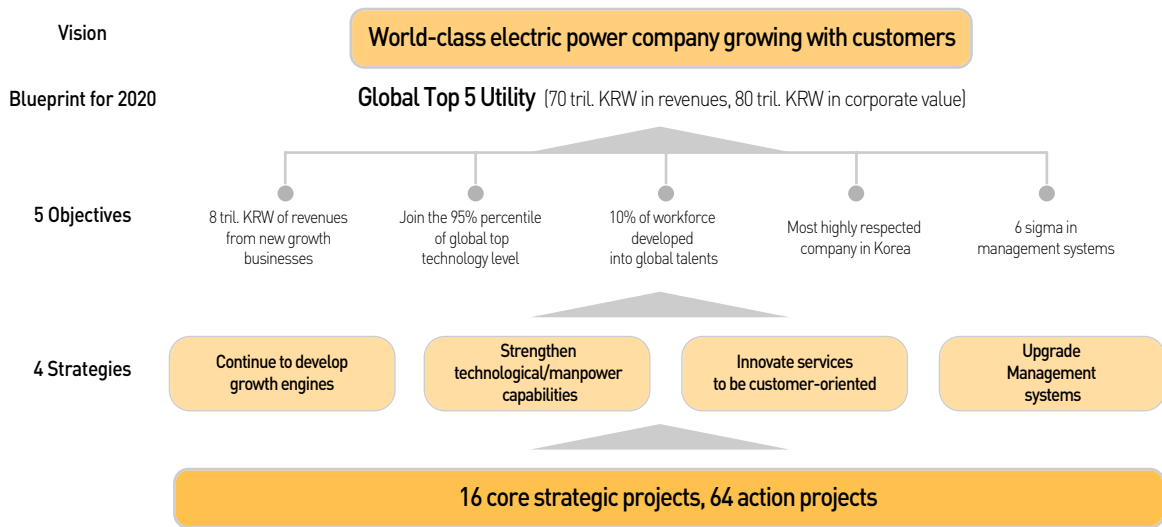 Vision
World-class electric power company growing with customers
Blueprint for 2020
Global Top 5 Utility (70 tril. KRW in revenues, 80 tril. KRW in corporate value)
5 Objectives
8 tril. KRW of revenues
from new growth
businesses
Join the 95% percentile
of global top
technology level
10% of workforce
developed
into global talents
Most highly respected
company in Korea
6 sigma in
management systems
4 Strategies
Continue to develop
growth engines
Strengthen
technological/manpower
capabilities
Innovate services
to be customer-oriented
Upgrade
Management
systems
16 core strategic projects, 64 action projects